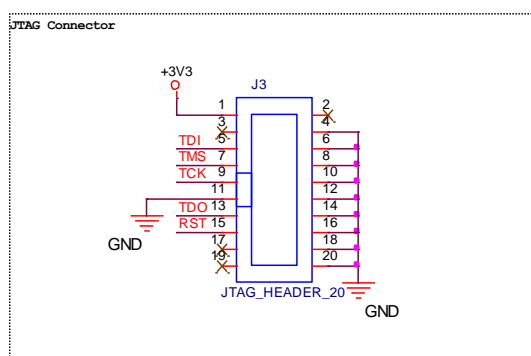 JTAG Connector
+3V3
J3
1 2
3 4
TDI 5 6
TMS 7 8
TCK 9 10
11 12
TDO 13 14
RST 15 16
17 18
19 20
GND
JTAG_HEADER_20
GND